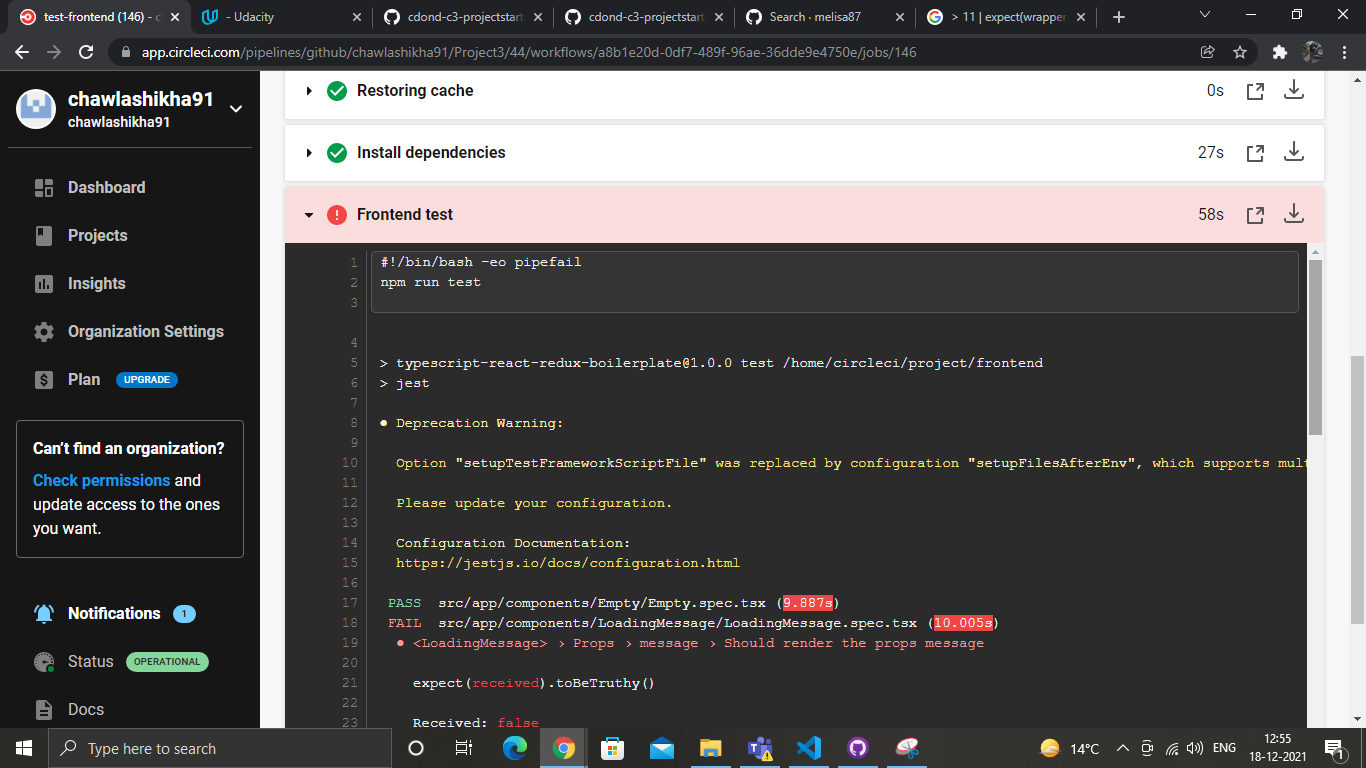 test-frontend (146) - c
- Udacity
cdond-c3-projectstart
cdond-c3-projectstart
Search · melisa87
> 11 | expect(wrapper
app.circleci.com/pipelines/github/chawlashikha91/Project3/44/workflows/a8b1e20d-0df7-489f-96ae-36dde9e4750e/jobs/146
chawlashikha91
chawlashikha91
Dashboard
Projects
Insights
Organization Settings
Plan UPGRADE
Can't find an organization?
Check permissions and
update access to the ones
you want.
Notifications 1
Status OPERATIONAL
Docs
Restoring cache 0s
Install dependencies 27s
Frontend test 58s
1 #!/bin/bash -eo pipefail
2 npm run test
3
4
5 > typescript-react-redux-boilerplate@1.0.0 test /home/circleci/project/frontend
6 > jest
7
8 ● Deprecation Warning:
9
10 Option "setupTestFrameworkScriptFile" was replaced by configuration "setupFilesAfterEnv", which supports mult
11
12 Please update your configuration.
13
14 Configuration Documentation:
15 https://jestjs.io/docs/configuration.html
16
17 PASS src/app/components/Empty/Empty.spec.tsx (9.887s)
18 FAIL src/app/components/LoadingMessage/LoadingMessage.spec.tsx (10.005s)
19 ● <LoadingMessage> › Props › message › Should render the props message
20
21 expect(received).toBeTruthy()
22
23 Received: false
Type here to search
14°C
ENG
12:55
18-12-2021
1